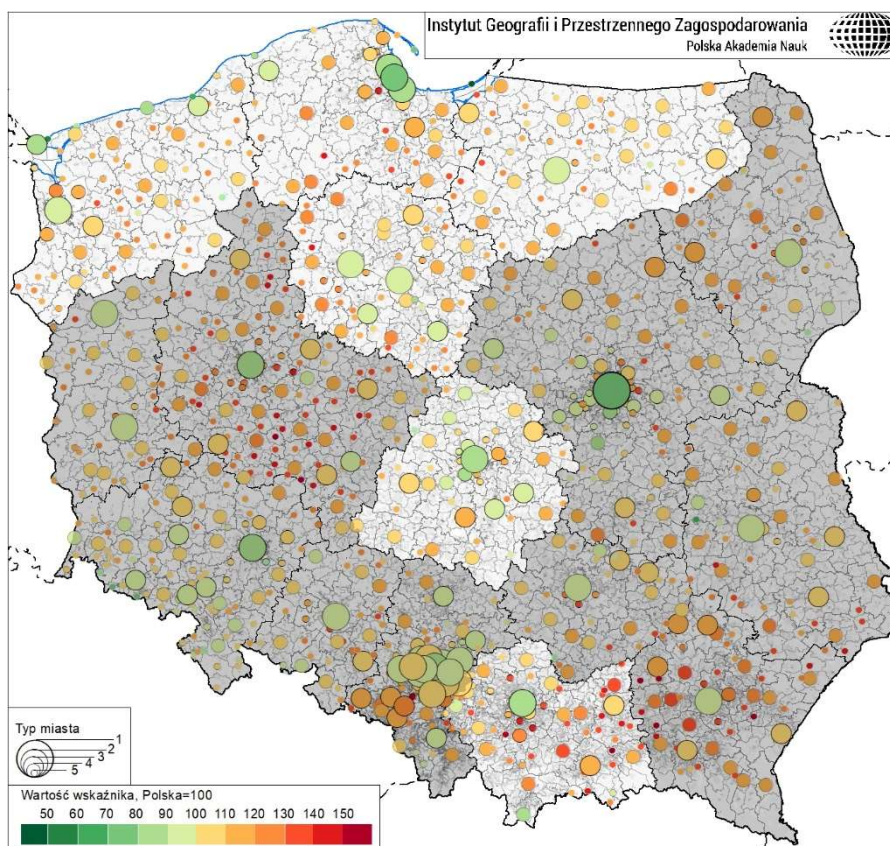 Instytut Geografii i Przestrzennego Zagospodarowania
Polska Akademia Nauk
Typ miasta
1
2
3
4
5
Wartość wskaźnika, Polska=100
50 60 70 80 90 100 110 120 130 140 150